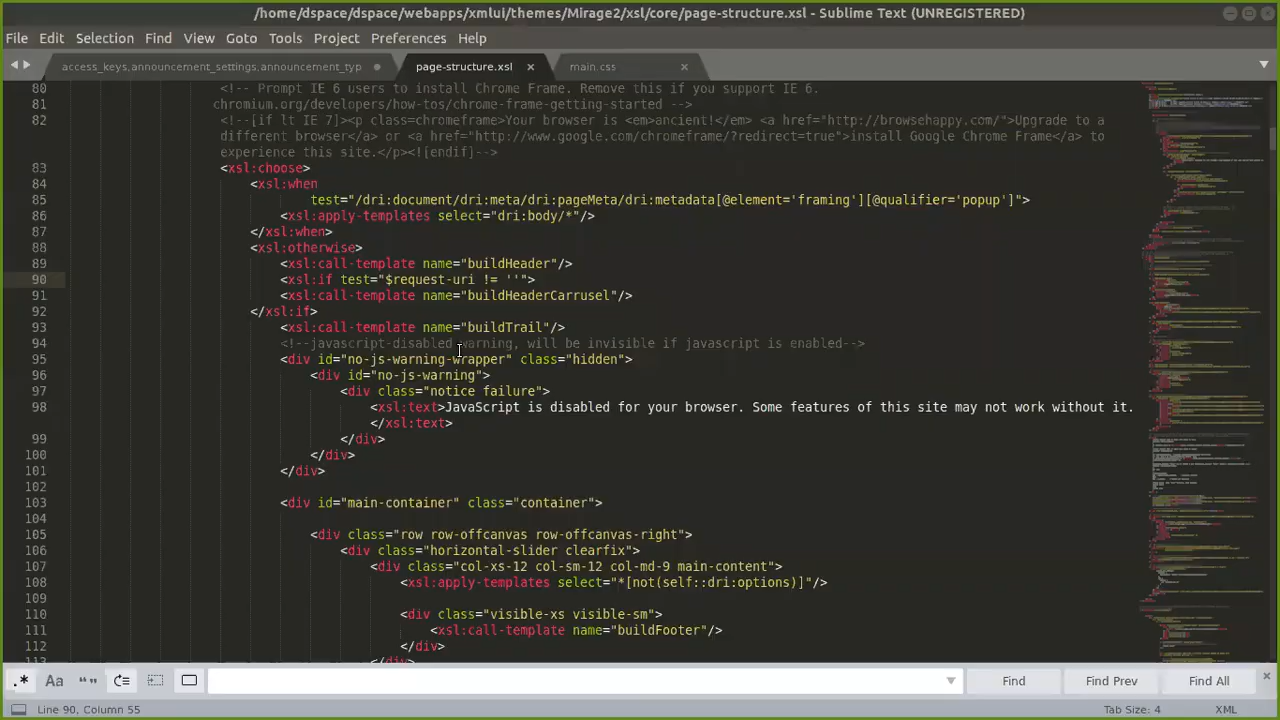 /home/dspace/dspace/webapps/xmlui/themes/Mirage2/xsl/core/page-structure.xsl - Sublime Text (UNREGISTERED)
File Edit Selection Find View Goto Tools Project Preferences Help
access_keys,announcement_settings,announcement_typ page-structure.xsl × main.css ×
80 <!-- Prompt IE 6 users to install Chrome Frame. Remove this if you support IE 6.
81 chromium.org/developers/how-tos/chrome-frame-getting-started -->
82 <!--[if lt IE 7]><p class=chromeframe>Your browser is <em>ancient!</em> <a href="http://browsehappy.com/">Upgrade to a
different browser</a> or <a href="http://www.google.com/chromeframe/?redirect=true">install Google Chrome Frame</a> to
experience this site.</p><![endif]-->
83 <xsl:choose>
84 <xsl:when
85 test="/dri:document/dri:meta/dri:pageMeta/dri:metadata[@element='framing'][@qualifier='popup']">
86 <xsl:apply-templates select="dri:body/*"/>
87 </xsl:when>
88 <xsl:otherwise>
89 <xsl:call-template name="buildHeader"/>
90 <xsl:if test="$request-uri != ''">
91 <xsl:call-template name="buildHeaderCarrusel"/>
92 </xsl:if>
93 <xsl:call-template name="buildTrail"/>
94 <!--javascript-disabled warning, will be invisible if javascript is enabled-->
95 <div id="no-js-warning-wrapper" class="hidden">
96 <div id="no-js-warning">
97 <div class="notice failure">
98 <xsl:text>JavaScript is disabled for your browser. Some features of this site may not work without it.
</xsl:text>
99 </div>
100 </div>
101 </div>
102
103 <div id="main-container" class="container">
104
105 <div class="row row-offcanvas row-offcanvas-right">
106 <div class="horizontal-slider clearfix">
107 <div class="col-xs-12 col-sm-12 col-md-9 main-content">
108 <xsl:apply-templates select="*[not(self::dri:options)]"/>
109
110 <div class="visible-xs visible-sm">
111 <xsl:call-template name="buildFooter"/>
112 </div>
113 </div>
.* Aa “” Find Find Prev Find All ×
Line 90, Column 55 Tab Size: 4 XML